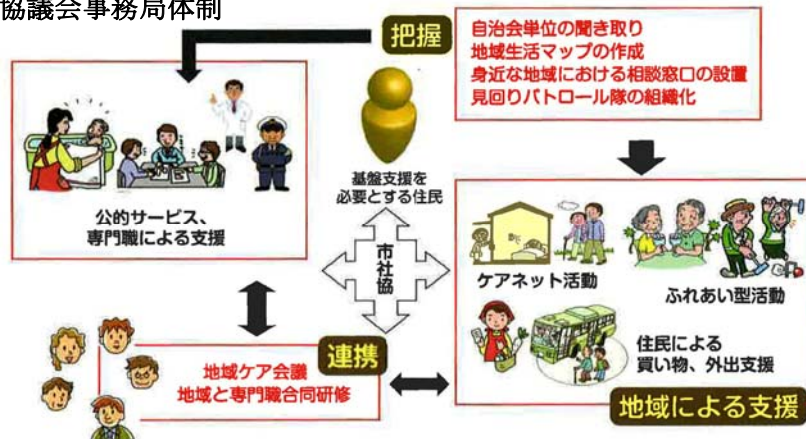 協議会事務局体制
把握
自治会単位の聞き取り
地域生活マップの作成
身近な地域における相談窓口の設置
見回りパトロール隊の組織化
基盤支援を
必要とする住民
公的サービス、
専門職による支援
市社協
ケアネット活動
ふれあい型活動
住民による
買い物、外出支援
地域による支援
連携
地域ケア会議
地域と専門職合同研修